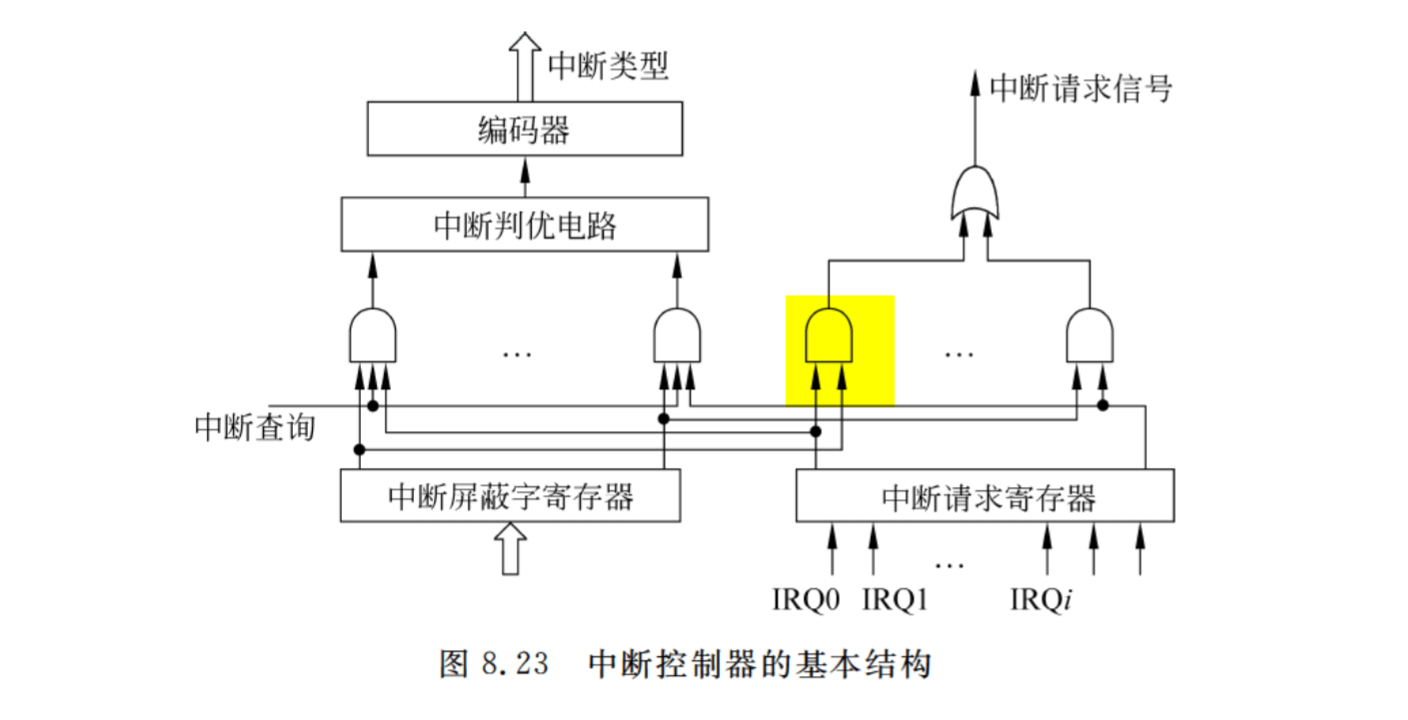 中断类型
中断请求信号
编码器
中断判优电路
…
…
中断查询
中断屏蔽字寄存器
中断请求寄存器
…
IRQ0 IRQ1 IRQi
图 8.23 中断控制器的基本结构